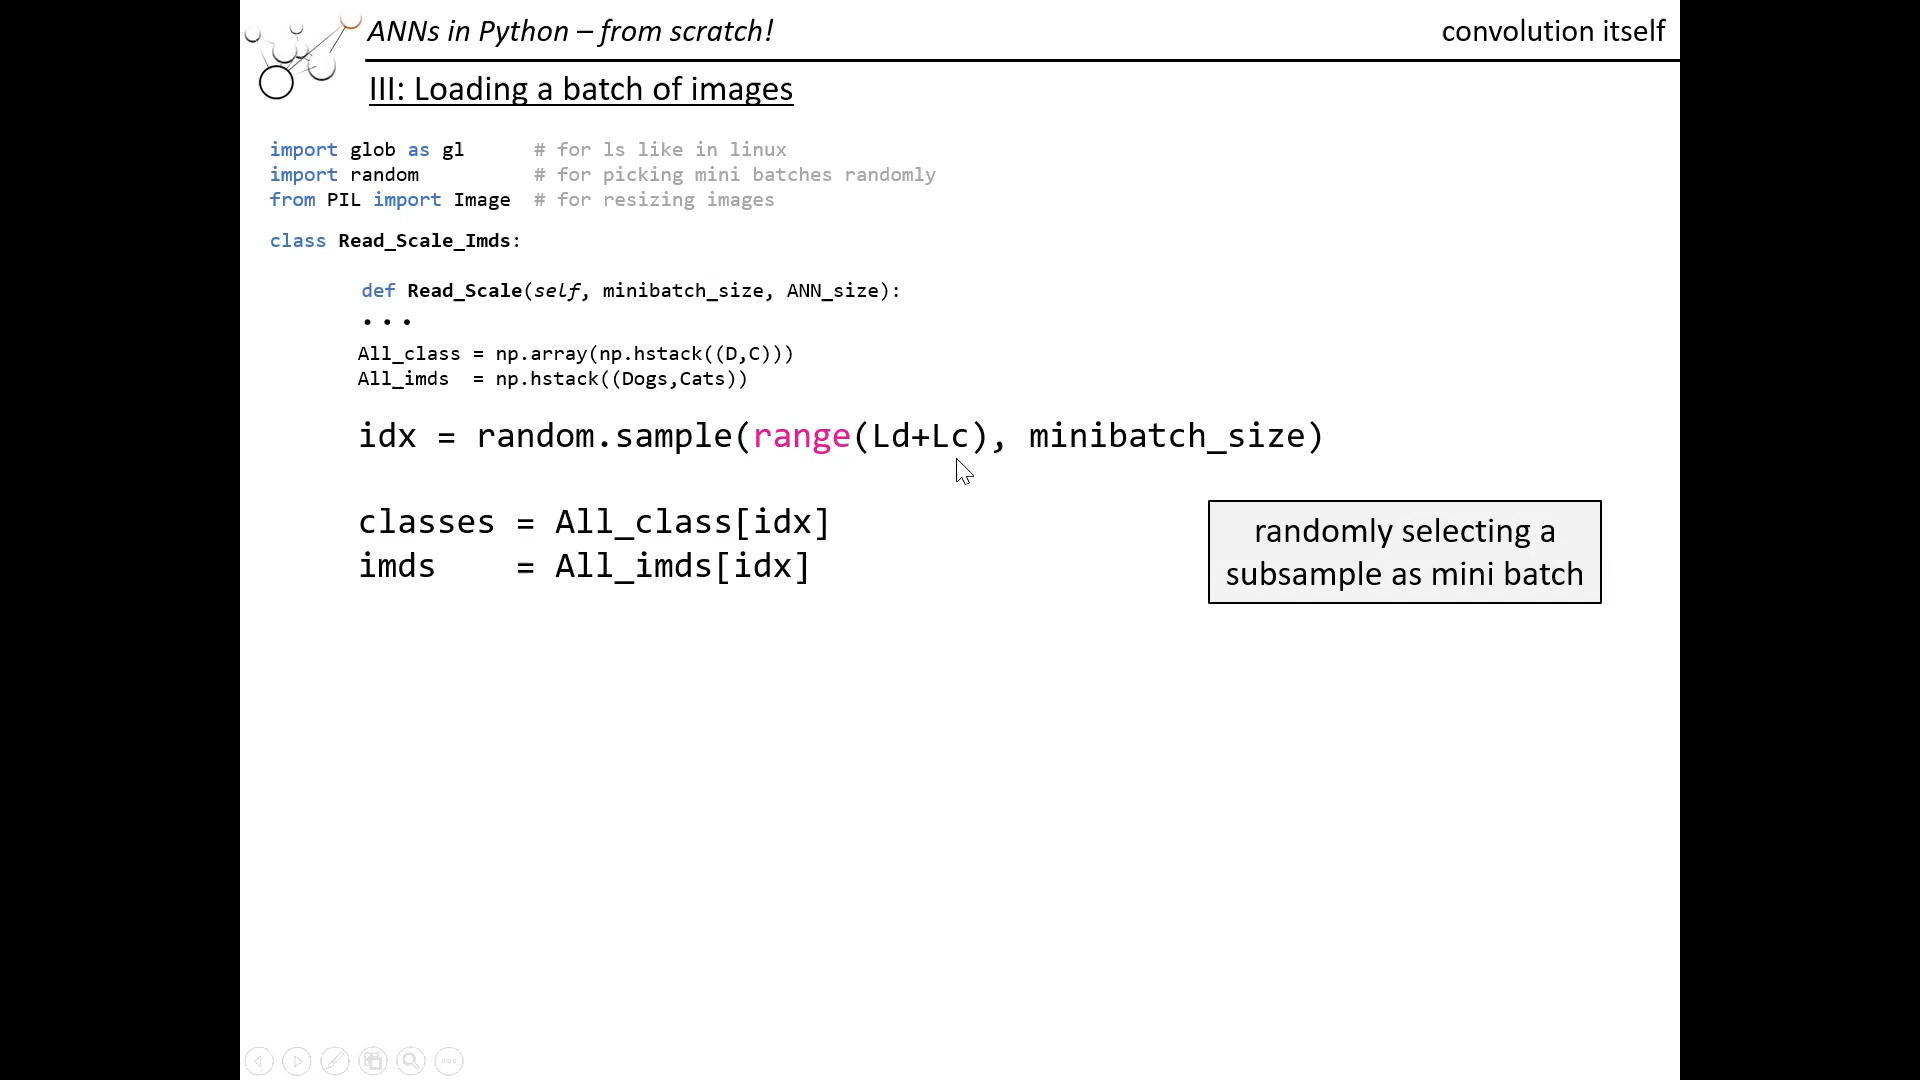 ANNs in Python – from scratch!
convolution itself
III: Loading a batch of images
import glob as gl      # for ls like in linux
import random          # for picking mini batches randomly
from PIL import Image  # for resizing images
class Read_Scale_Imds:
def Read_Scale(self, minibatch_size, ANN_size):
...
All_class = np.array(np.hstack((D,C)))
All_imds  = np.hstack((Dogs,Cats))
idx = random.sample(range(Ld+Lc), minibatch_size)
classes = All_class[idx]
imds    = All_imds[idx]
randomly selecting a
subsample as mini batch